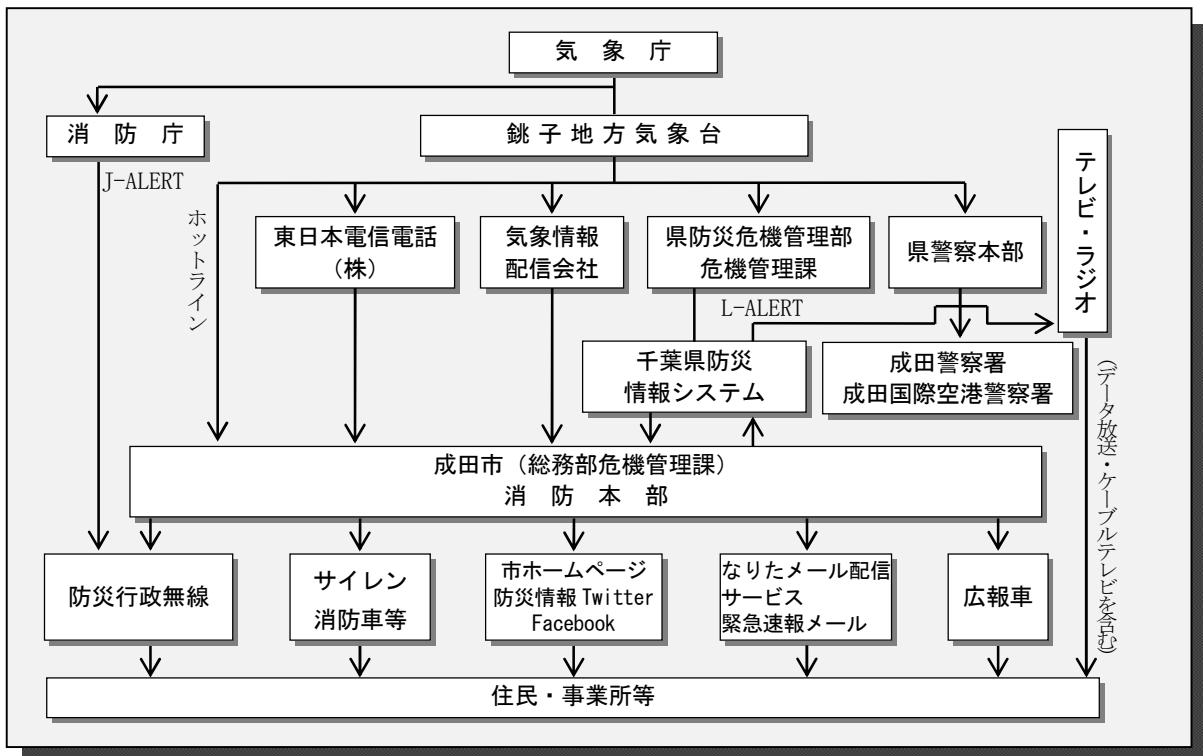 気象庁
消防庁
銚子地方気象台
テレビ・ラジオ
J-ALERT
ホットライン
東日本電信電話
（株）
気象情報
配信会社
県防災危機管理部
危機管理課
県警察本部
L-ALERT
千葉県防災
情報システム
成田警察署
成田国際空港警察署
（データ放送・ケーブルテレビを含む）
成田市（総務部危機管理課）
消防本部
防災行政無線
サイレン
消防車等
市ホームページ
防災情報 Twitter
Facebook
なりたメール配信
サービス
緊急速報メール
広報車
住民・事業所等